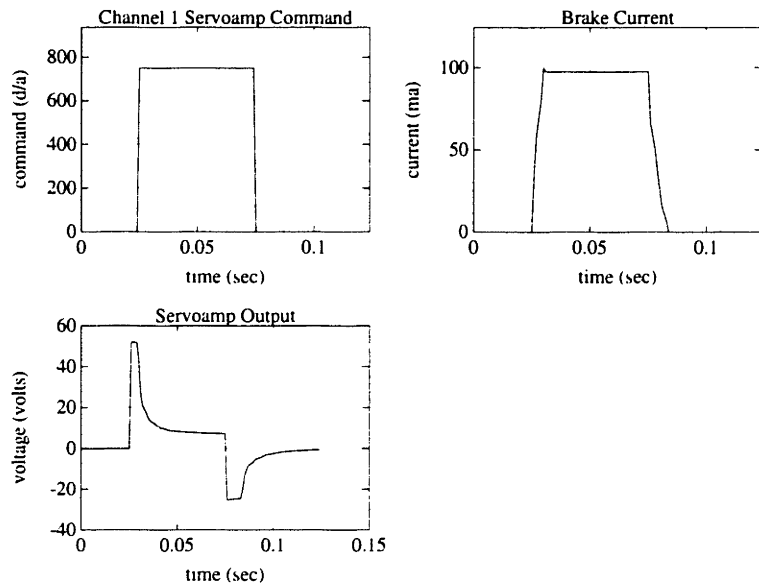 Channel 1 Servoamp Command
800
600
400
200
0
command (d/a)
0
0.05
0.1
time (sec)
Brake Current
100
50
0
current (ma)
0
0.05
0.1
time (sec)
Servoamp Output
60
40
20
0
-20
-40
voltage (volts)
0
0.05
0.1
0.15
time (sec)